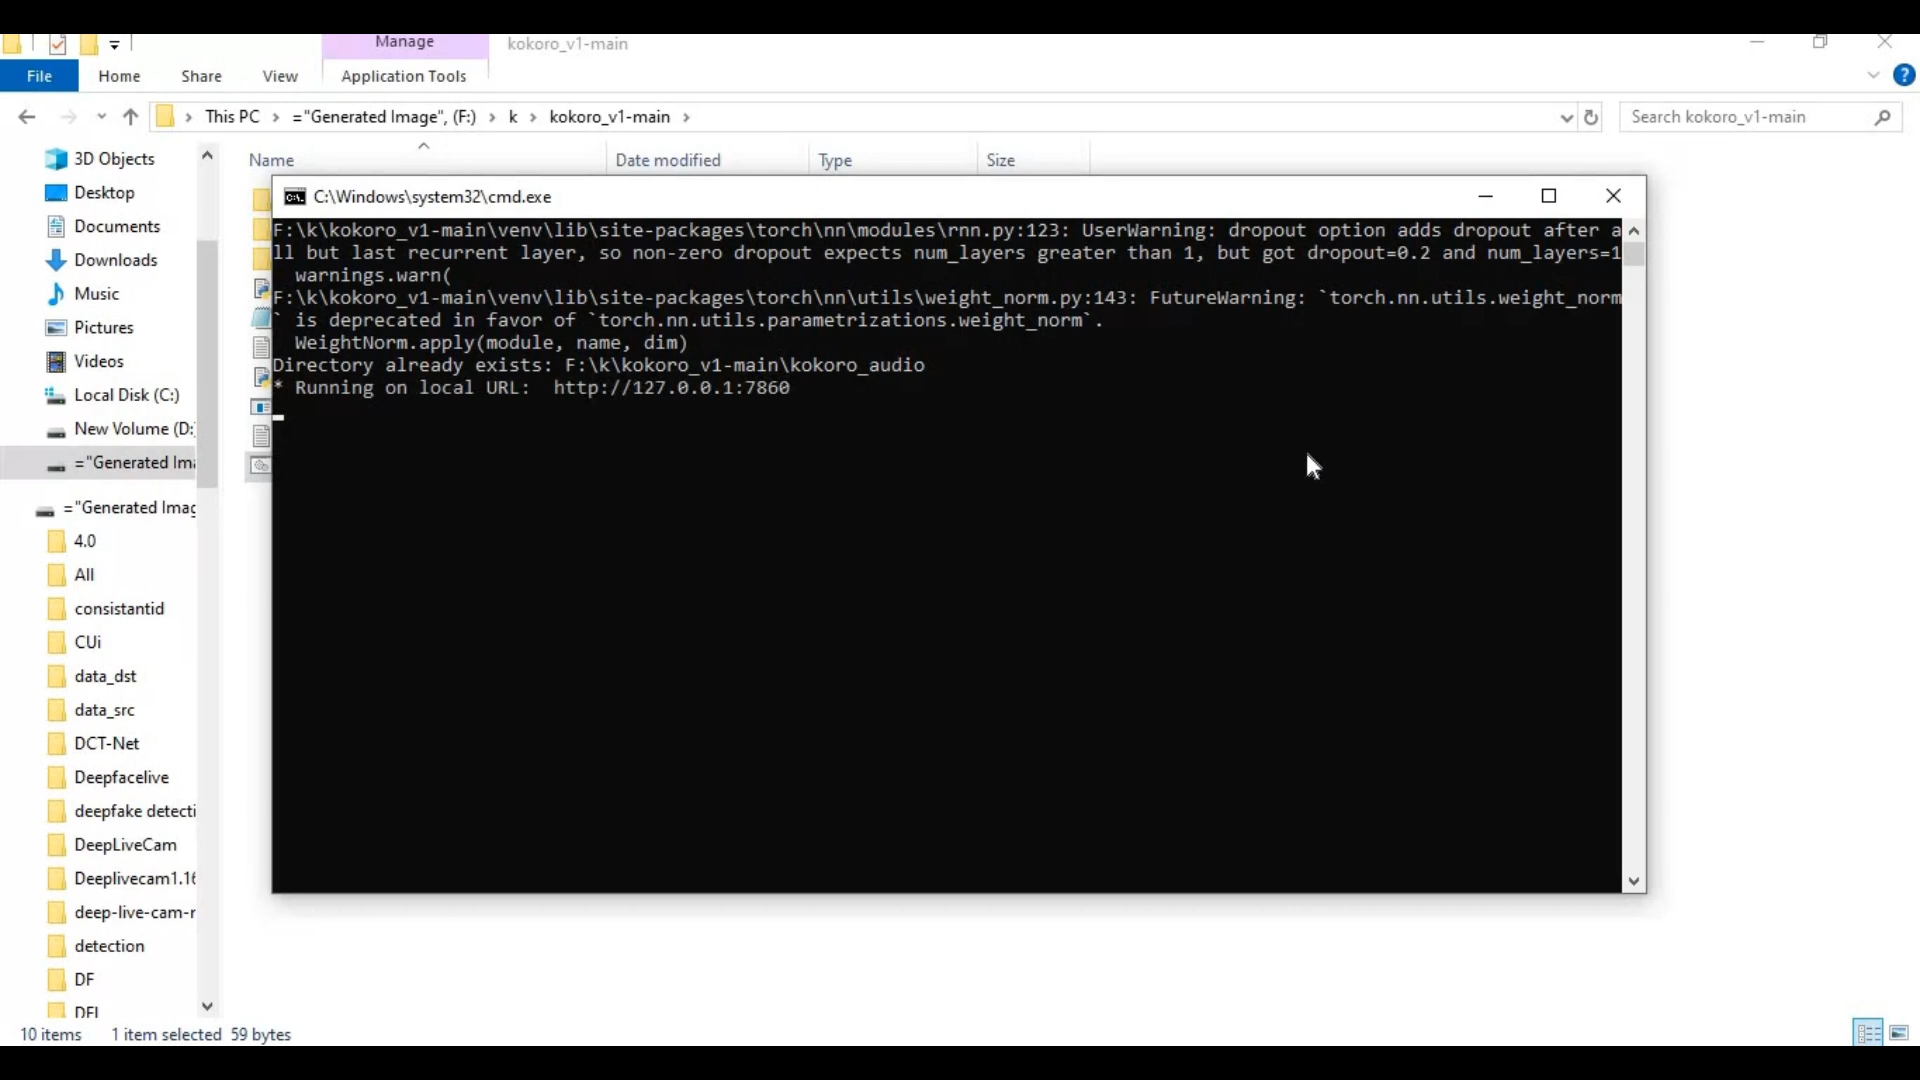 Manage
kokoro_v1-main
File
Home
Share
View
Application Tools
This PC
="Generated Image", (F:)
k
kokoro_v1-main
Search kokoro_v1-main
3D Objects
Desktop
Documents
Downloads
Music
Pictures
Videos
Local Disk (C:)
New Volume (D:
="Generated Ima
="Generated Imag
4.0
All
consistantid
CUi
data_dst
data_src
DCT-Net
Deepfacelive
deepfake detecti
DeepLiveCam
Deeplivecam1.16
deep-live-cam-r
detection
DF
DFL
Name
Date modified
Type
Size
C:\Windows\system32\cmd.exe
F:\k\kokoro_v1-main\venv\lib\site-packages\torch\nn\modules\rnn.py:123: UserWarning: dropout option adds dropout after a
ll but last recurrent layer, so non-zero dropout expects num_layers greater than 1, but got dropout=0.2 and num_layers=1
warnings.warn(
F:\k\kokoro_v1-main\venv\lib\site-packages\torch\nn\utils\weight_norm.py:143: FutureWarning: `torch.nn.utils.weight_norm
` is deprecated in favor of `torch.nn.utils.parametrizations.weight_norm`.
WeightNorm.apply(module, name, dim)
Directory already exists: F:\k\kokoro_v1-main\kokoro_audio
* Running on local URL:  http://127.0.0.1:7860
10 items
1 item selected
59 bytes